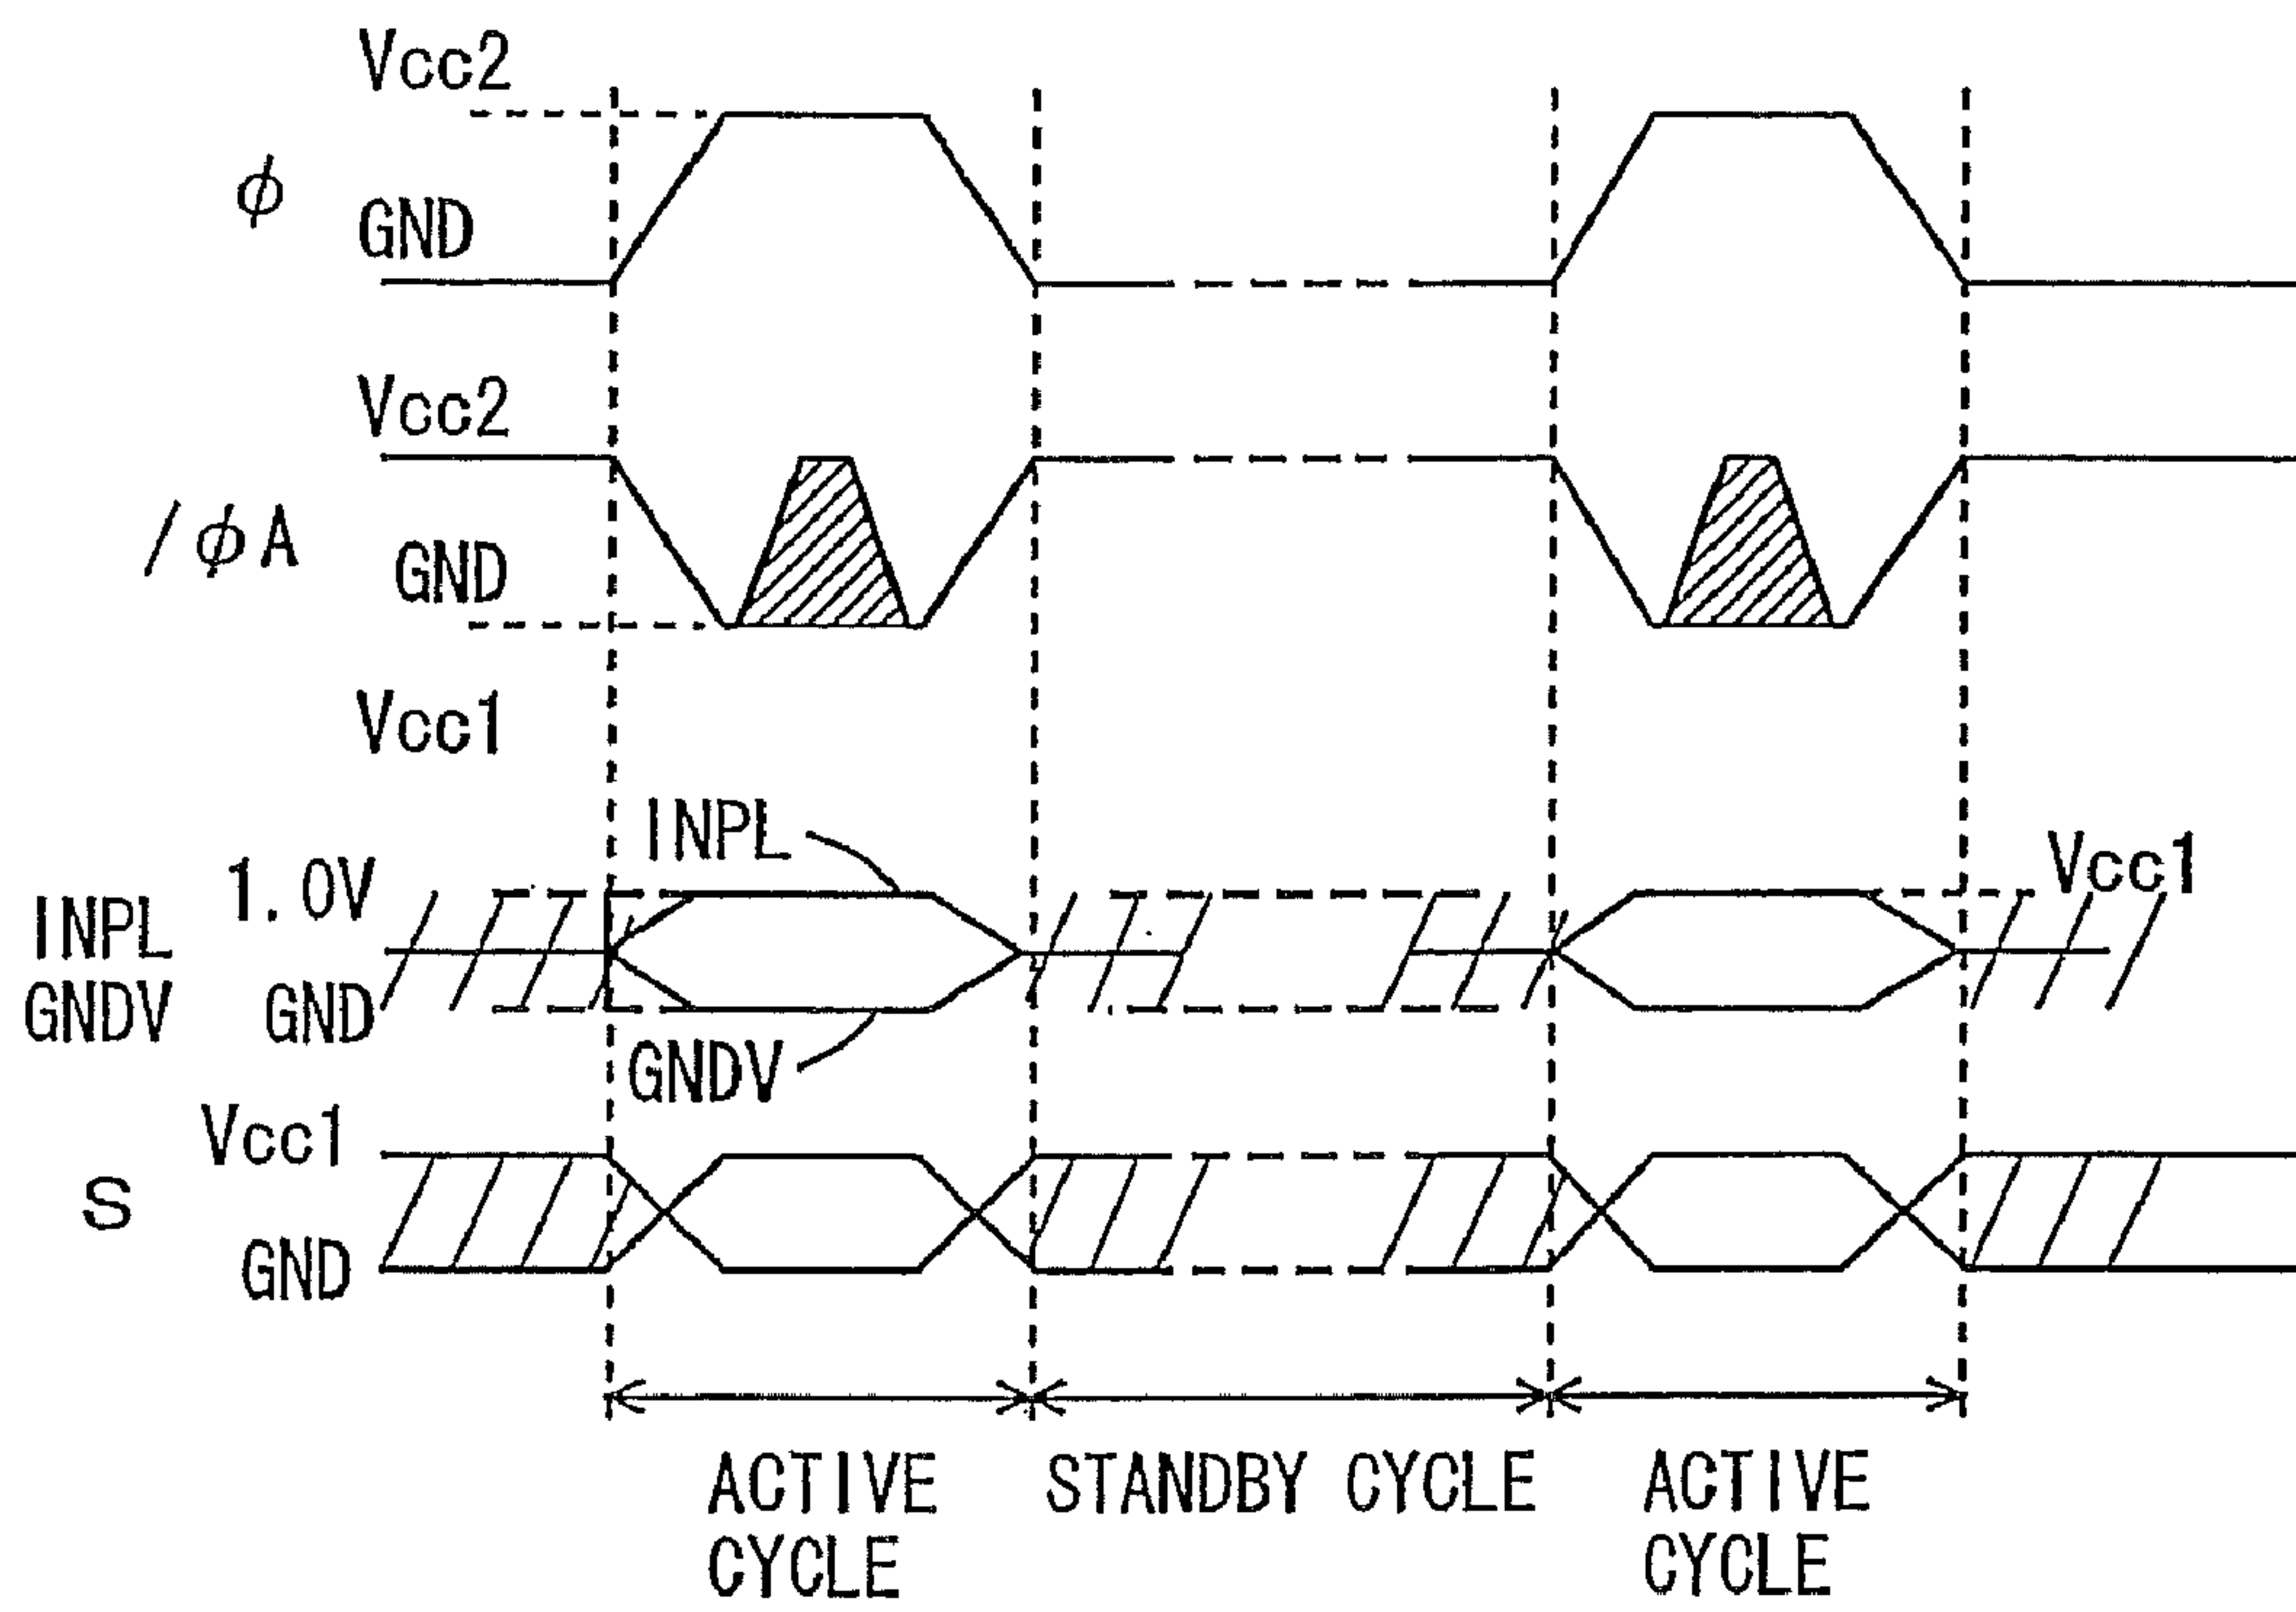 Vcc2
φ
GND
Vcc2
/φA
GND
Vcc1
INPL
1.0V
Vcc1
INPL
GNDV
GND
GNDV
Vcc1
S
GND
ACTIVE
CYCLE
STANDBY CYCLE
ACTIVE
CYCLE